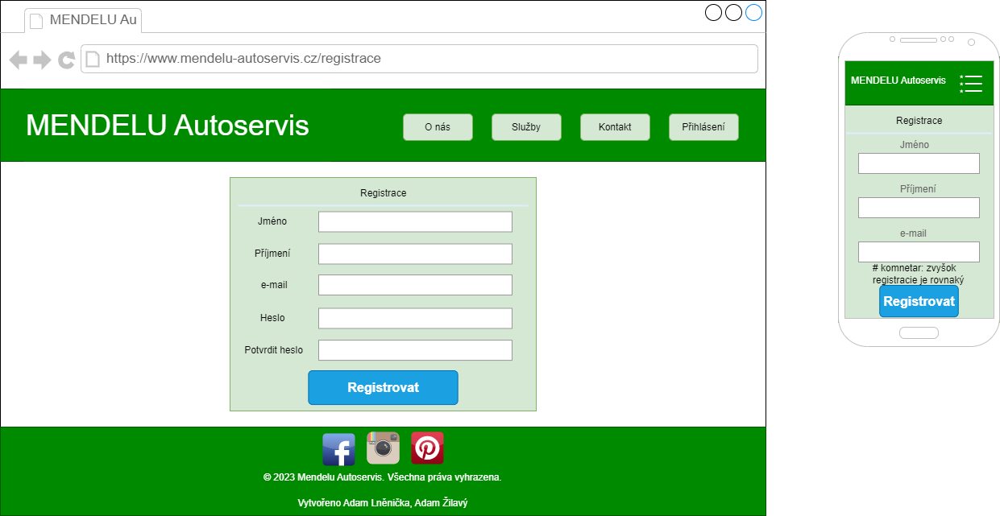 MENDELU Au
https://www.mendelu-autoservis.cz/registrace
MENDELU Autoservis
O nás
Služby
Kontakt
Přihlásení
Registrace
Jméno
Příjmení
e-mail
Heslo
Potvrdit heslo
Registrovat
© 2023 Mendelu Autoservis. Všechna práva vyhrazena.
Vytvořeno Adam Lněnička, Adam Žilavý
MENDELU Autoservis
Registrace
Jméno
Příjmení
e-mail
# komnetar: zvyšok
registracie je rovnaký
Registrovat